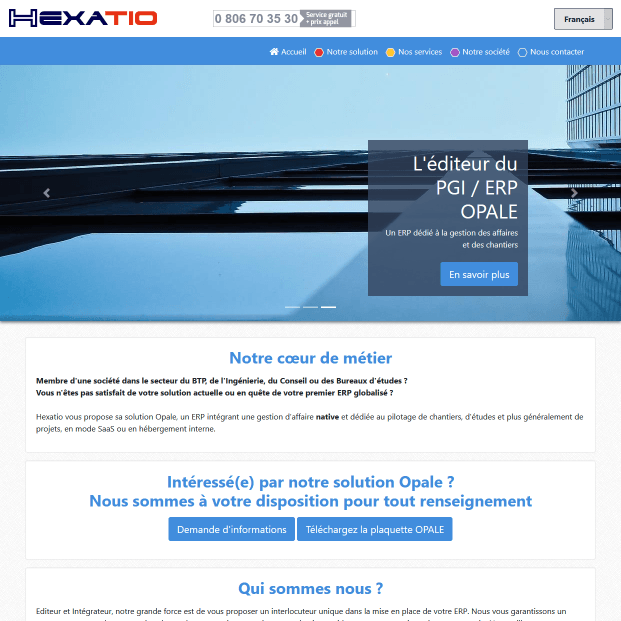 HEXATIO
0 806 70 35 30
Service gratuit
+ prix appel
Français
Accueil
Notre solution
Nos services
Notre société
Nous contacter
L'éditeur du
PGI / ERP
OPALE
Un ERP dédié à la gestion des affaires
et des chantiers
En savoir plus
Notre cœur de métier
Membre d'une société dans le secteur du BTP, de l'Ingénierie, du Conseil ou des Bureaux d'études ?
Vous n'êtes pas satisfait de votre solution actuelle ou en quête de votre premier ERP globalisé ?
Hexatio vous propose sa solution Opale, un ERP intégrant une gestion d'affaire native et dédiée au pilotage de chantiers, d'études et plus généralement de
projets, en mode SaaS ou en hébergement interne.
Intéressé(e) par notre solution Opale ?
Nous sommes à votre disposition pour tout renseignement
Demande d'informations
Téléchargez la plaquette OPALE
Qui sommes nous ?
Editeur et Intégrateur, notre grande force est de vous proposer un interlocuteur unique dans la mise en place de votre ERP. Nous vous garantissons un